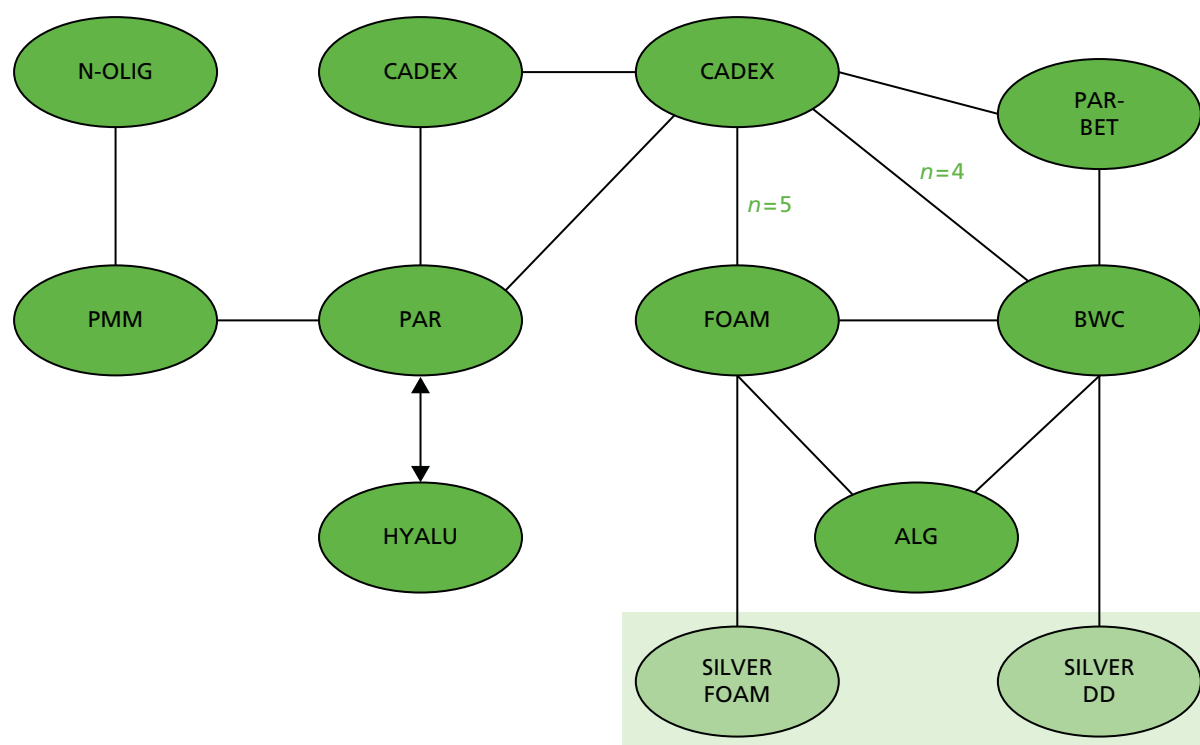 N-OLIG
CADEX
CADEX
PAR-
BET
n=4
n=5
PMM
PAR
FOAM
BWC
HYALU
ALG
SILVER
FOAM
SILVER
DD